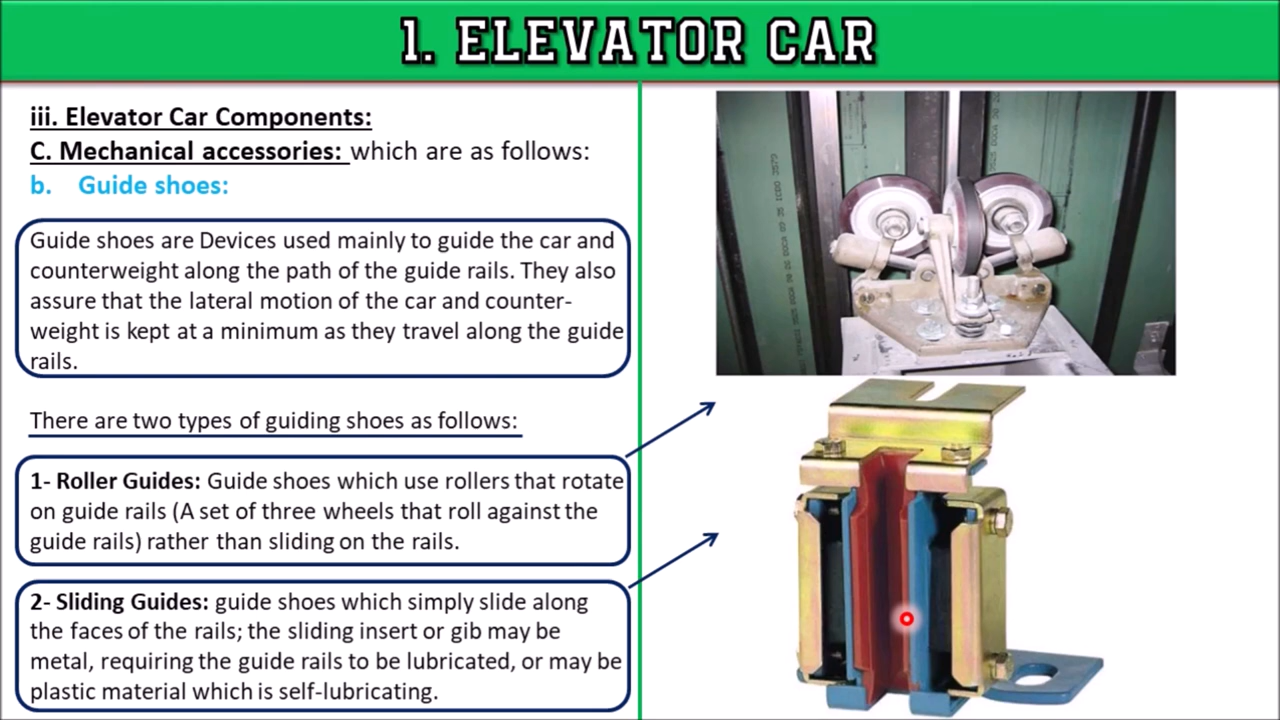 1. ELEVATOR CAR
iii. Elevator Car Components:
C. Mechanical accessories: which are as follows:
b. Guide shoes:
Guide shoes are Devices used mainly to guide the car and
counterweight along the path of the guide rails. They also
assure that the lateral motion of the car and counter-
weight is kept at a minimum as they travel along the guide
rails.
There are two types of guiding shoes as follows:
1- Roller Guides: Guide shoes which use rollers that rotate
on guide rails (A set of three wheels that roll against the
guide rails) rather than sliding on the rails.
2- Sliding Guides: guide shoes which simply slide along
the faces of the rails; the sliding insert or gib may be
metal, requiring the guide rails to be lubricated, or may be
plastic material which is self-lubricating.